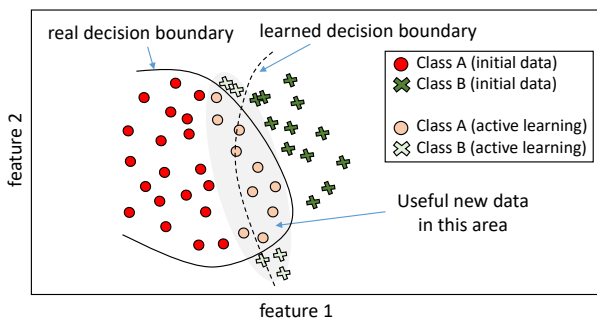 real decision boundary
learned decision boundary
Class A (initial data)
Class B (initial data)
Class A (active learning)
Class B (active learning)
Useful new data
in this area
feature 2
feature 1